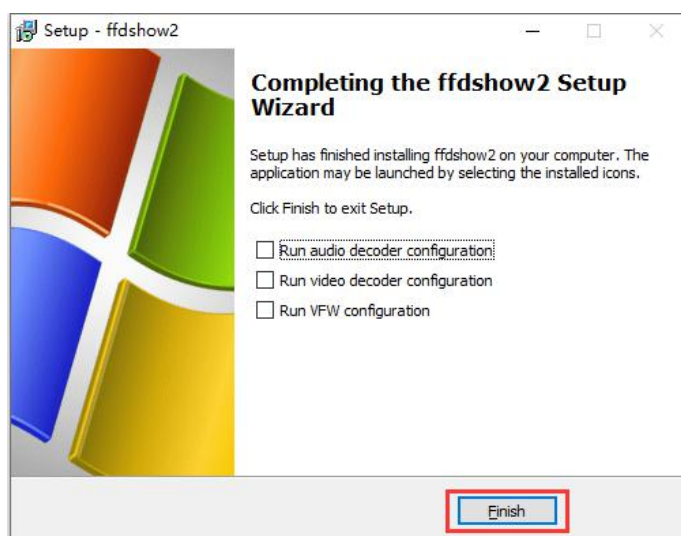 Setup - ffdshow2
Completing the ffdshow2 Setup
Wizard
Setup has finished installing ffdshow2 on your computer. The
application may be launched by selecting the installed icons.
Click Finish to exit Setup.
Run audio decoder configuration
Run video decoder configuration
Run VFW configuration
Finish